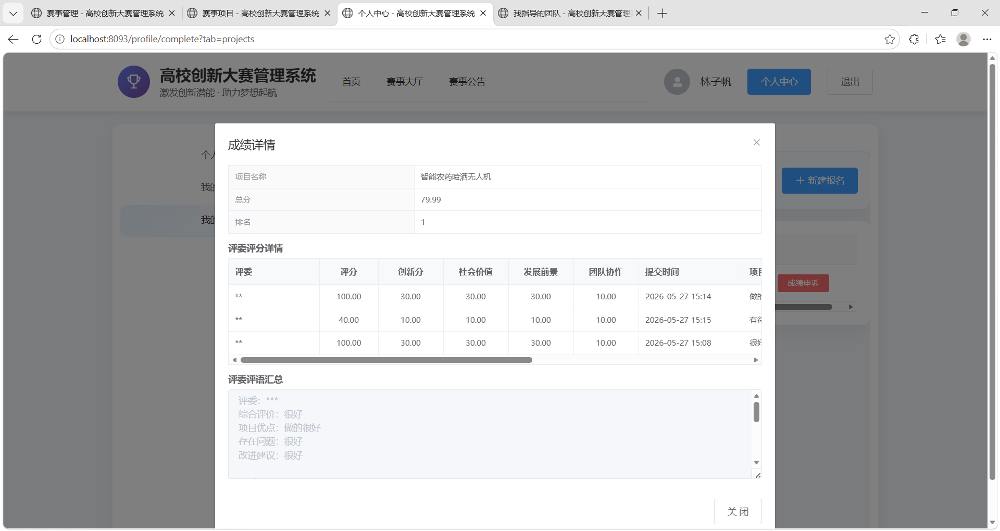 赛事管理 - 高校创新大赛管理系统
赛事项目 - 高校创新大赛管理系统
个人中心 - 高校创新大赛管理系统
我指导的团队 - 高校创新大赛管理
localhost:8093/profile/complete?tab=projects
高校创新大赛管理系统
激发创新潜能 · 助力梦想起航
首页
赛事大厅
赛事公告
林子帆
个人中心
退出
个
我的
我的
+ 新建报名
成绩申诉
成绩详情
项目名称 智能农药喷洒无人机
总分 79.99
排名 1
评委评分详情
评委 评分 创新分 社会价值 发展前景 团队协作 提交时间 项目
** 100.00 30.00 30.00 30.00 10.00 2026-05-27 15:14 做的
** 40.00 10.00 10.00 10.00 10.00 2026-05-27 15:15 有待
** 100.00 30.00 30.00 30.00 10.00 2026-05-27 15:08 很好
评委评语汇总
评委：***
综合评价：很好
项目优点：做的很好
存在问题：很好
改进建议：很好
关 闭